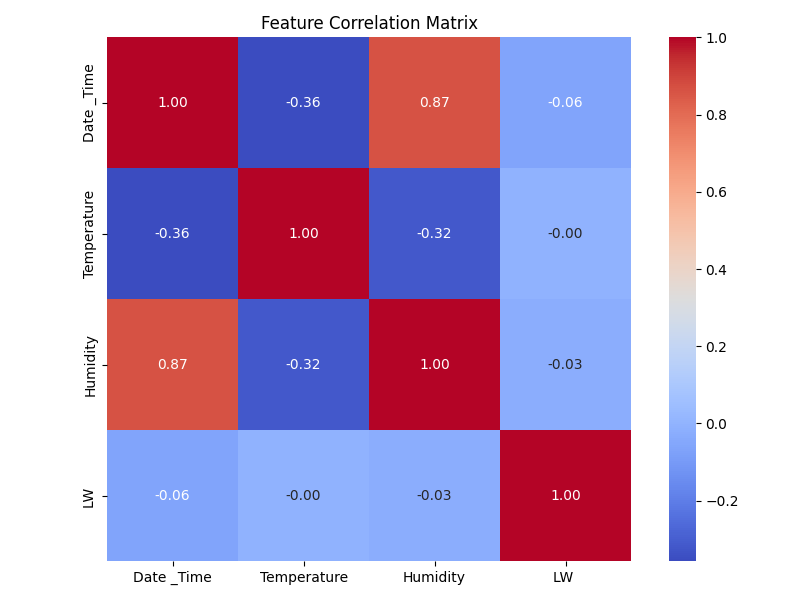 Feature Correlation Matrix
Date _Time
1.00 -0.36 0.87 -0.06
Temperature
-0.36 1.00 -0.32 -0.00
Humidity
0.87 -0.32 1.00 -0.03
LW
-0.06 -0.00 -0.03 1.00
Date _Time Temperature Humidity LW
1.0
0.8
0.6
0.4
0.2
0.0
−0.2